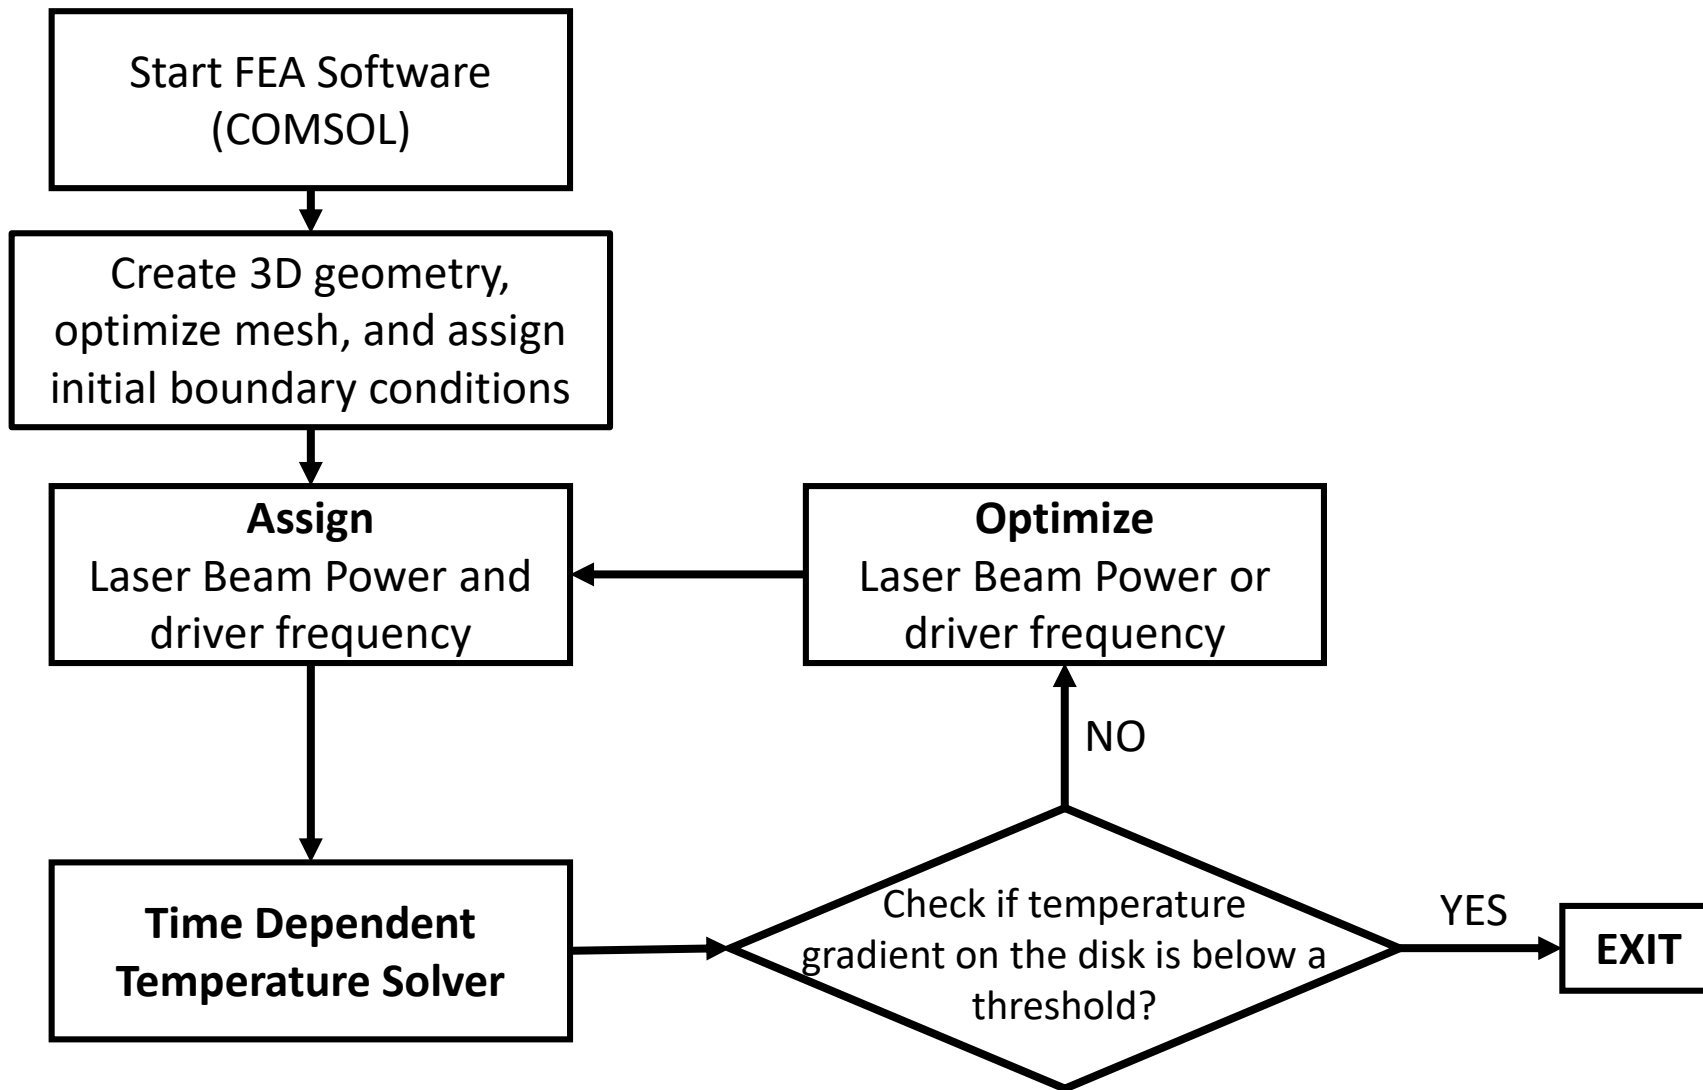 Start FEA Software
(COMSOL)
Create 3D geometry,
optimize mesh, and assign
initial boundary conditions
Assign
Laser Beam Power and
driver frequency
Optimize
Laser Beam Power or
driver frequency
NO
Time Dependent
Temperature Solver
Check if temperature
gradient on the disk is below a
threshold?
YES
EXIT